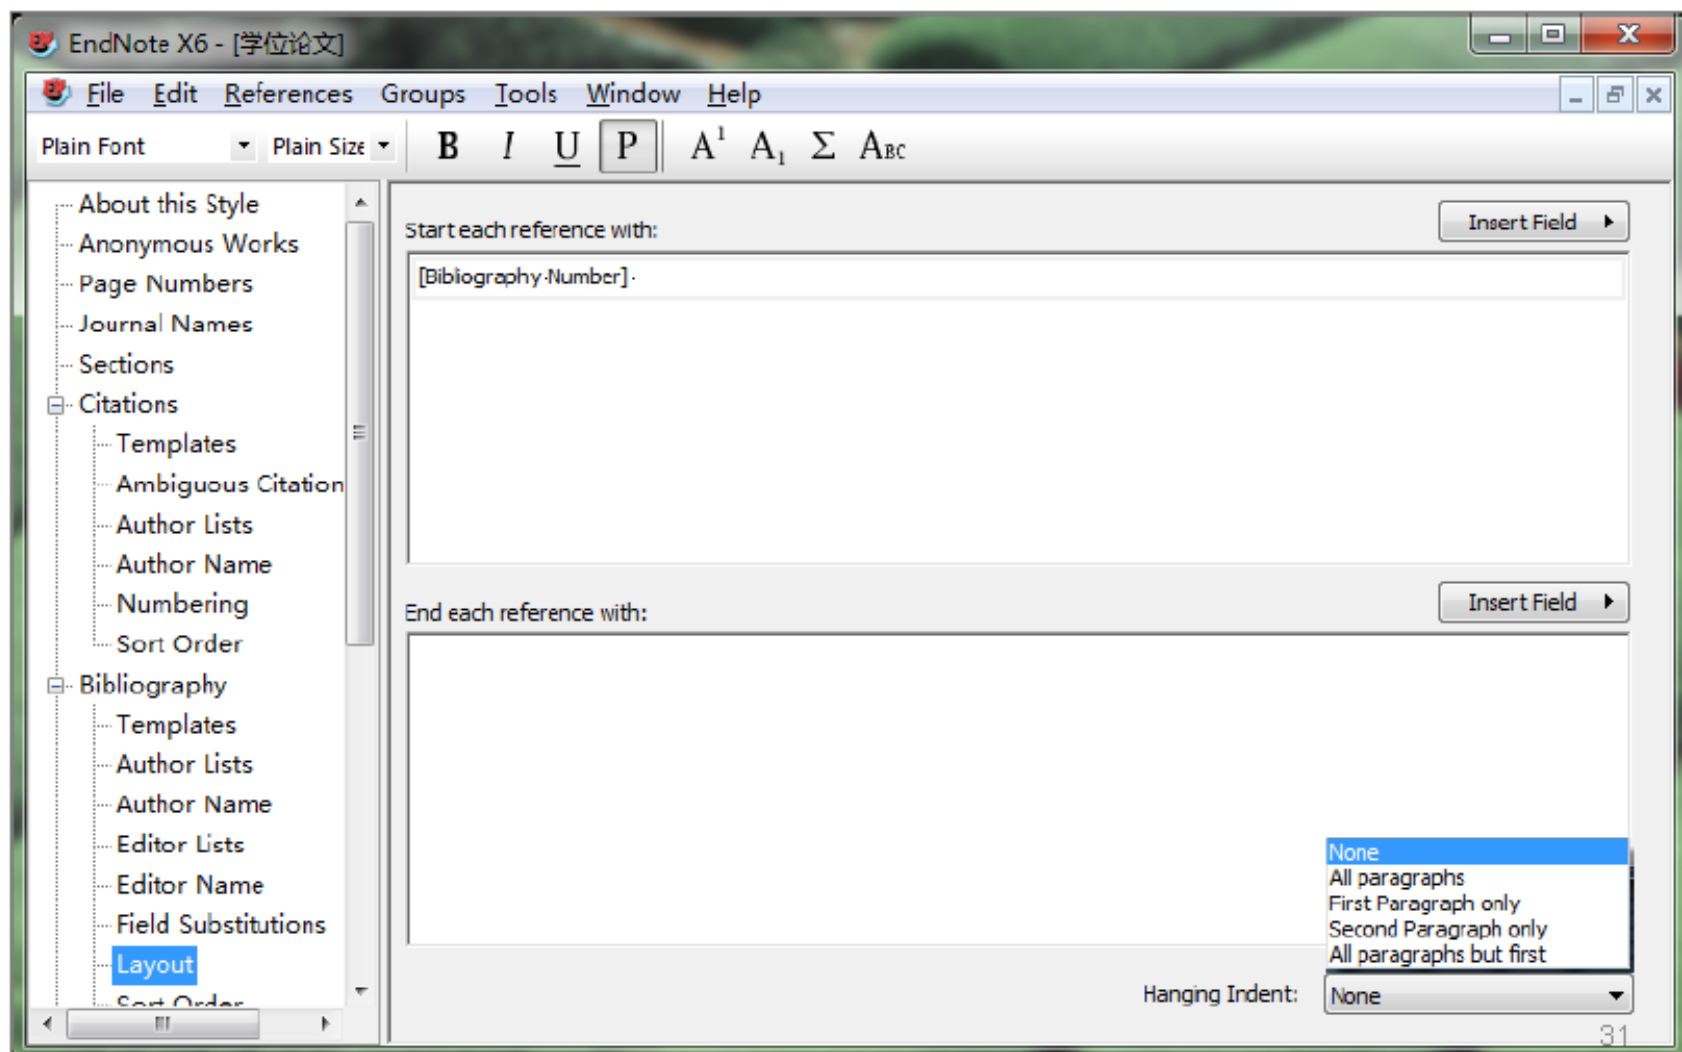 EndNote X6 - [学位论文]
File Edit References Groups Tools Window Help
Plain Font Plain Size B I U P A1 A1 Σ ABC
About this Style
Anonymous Works
Page Numbers
Journal Names
Sections
Citations
Templates
Ambiguous Citation
Author Lists
Author Name
Numbering
Sort Order
Bibliography
Templates
Author Lists
Author Name
Editor Lists
Editor Name
Field Substitutions
Layout
Sort Order
Start each reference with:
Insert Field
[Bibliography·Number]·
End each reference with:
Insert Field
None
All paragraphs
First Paragraph only
Second Paragraph only
All paragraphs but first
Hanging Indent: None
31